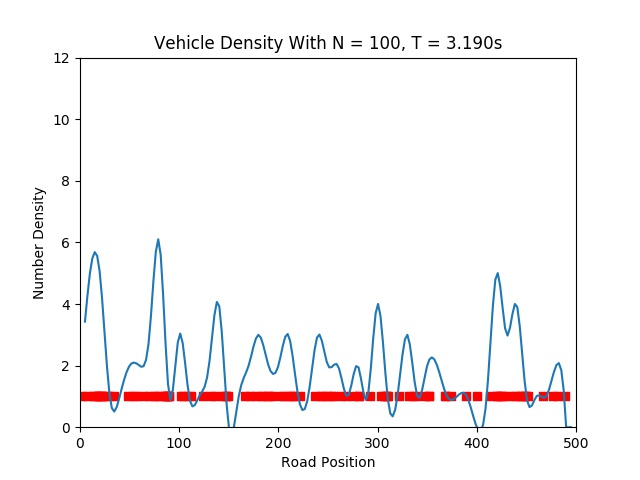 Vehicle Density With N = 100, T = 3.190s
12
10
8
6
4
2
0
Number Density
0 100 200 300 400 500
Road Position